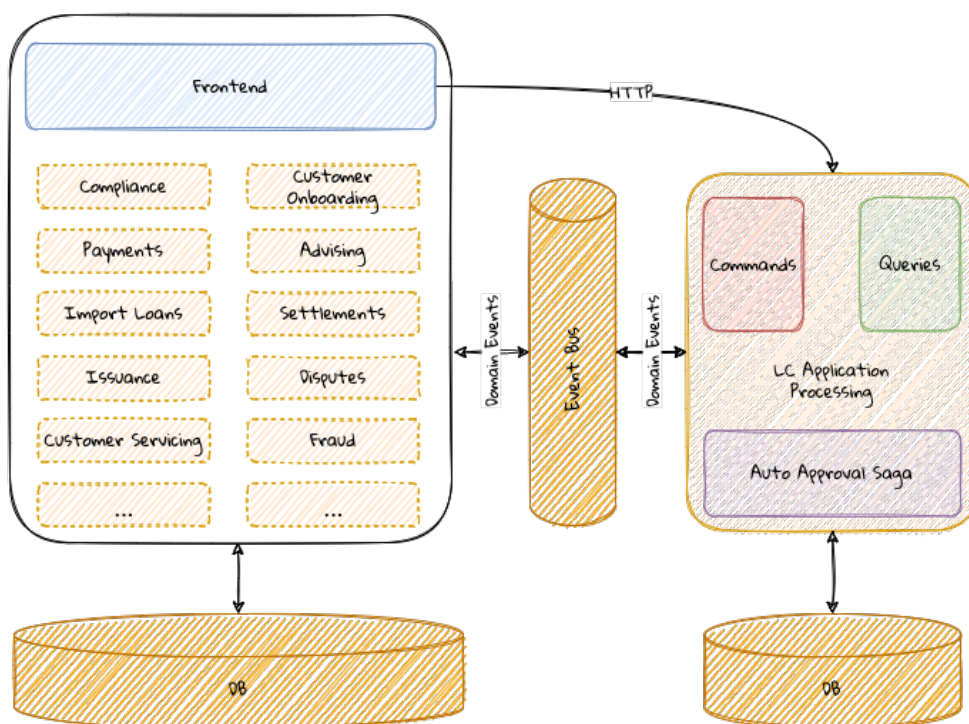 Frontend
HTTP
Compliance
Customer
Onboarding
Payments
Advising
Import Loans
Settlements
Issuance
Disputes
Customer Servicing
Fraud
...
...
Domain Events
Event Bus
Domain Events
Commands
Queries
LC Application
Processing
Auto Approval Saga
DB
DB